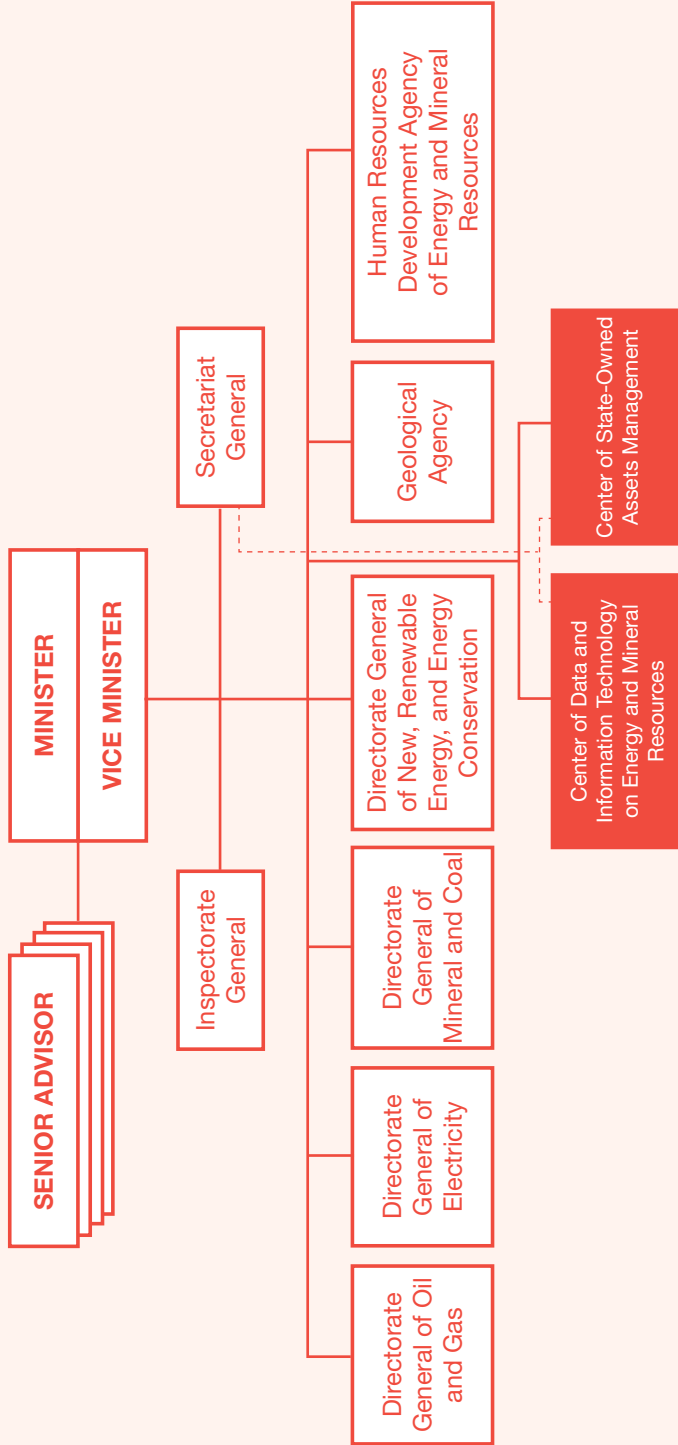 MINISTER
VICE MINISTER
SENIOR ADVISOR
Inspectorate
General
Secretariat
General
Directorate
General of Oil
and Gas
Directorate
General of
Electricity
Directorate
General of
Mineral and Coal
Directorate General
of New, Renewable
Energy, and Energy
Conservation
Geological
Agency
Human Resources
Development Agency
of Energy and Mineral
Resources
Center of Data and
Information Technology
on Energy and Mineral
Resources
Center of State-Owned
Assets Management